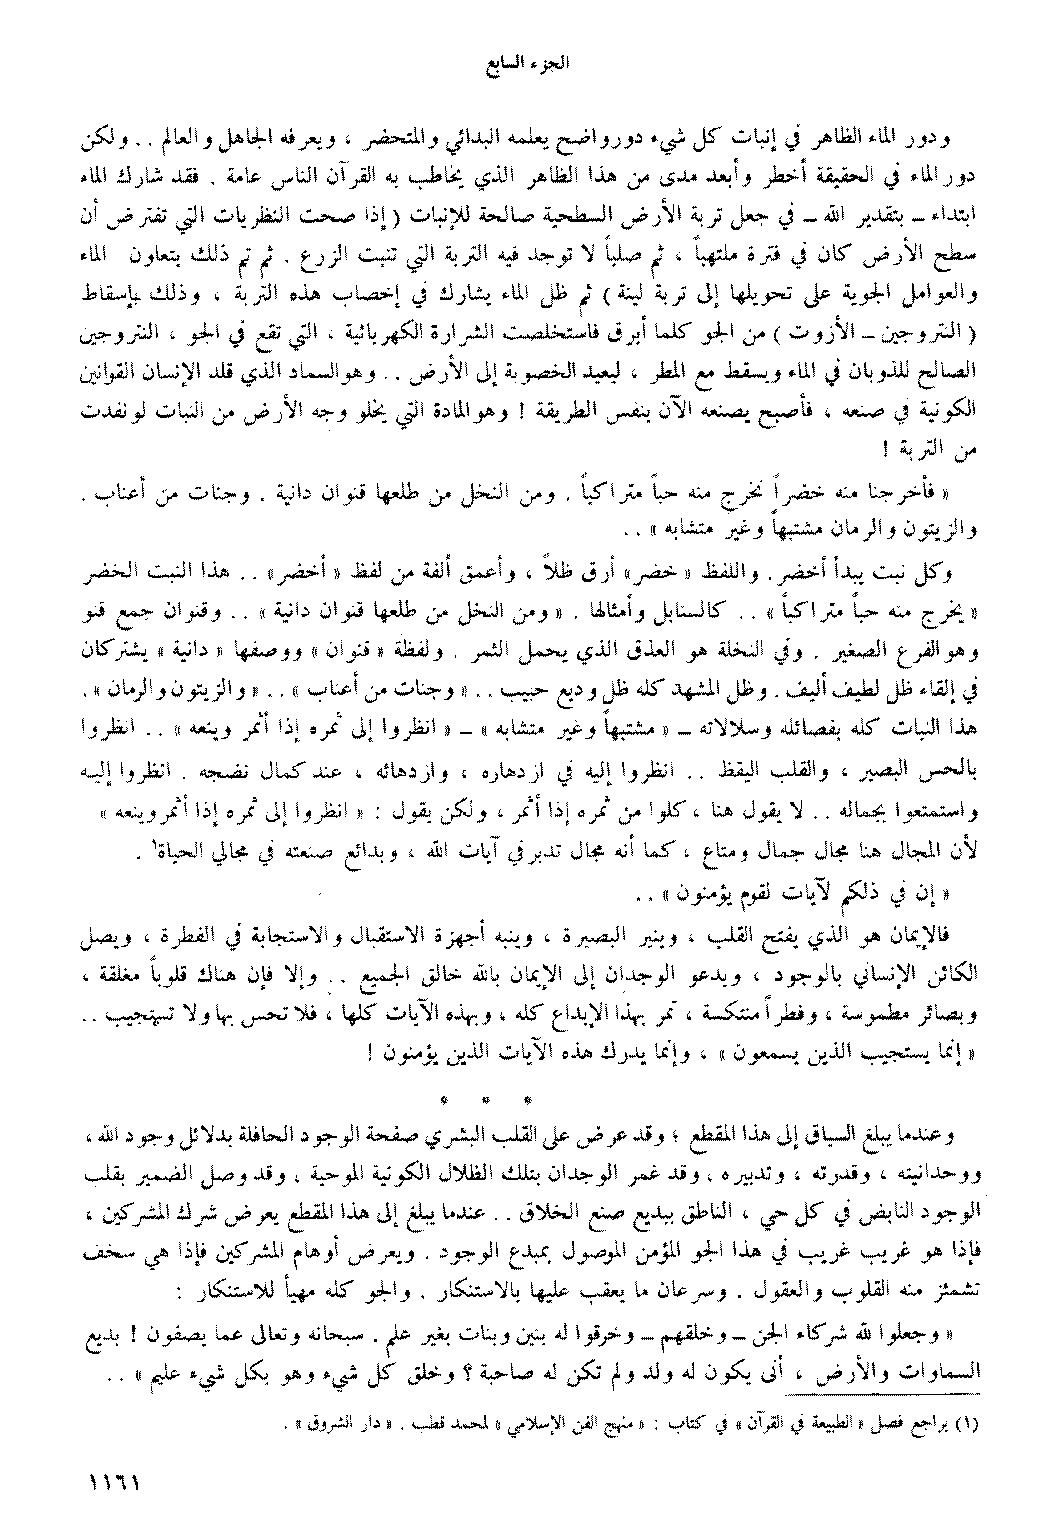 الجزء السابع
ودور الماء الظاهر في إنبات كل شيء دور واضح يعلمه البدائي والمتحضر ، ويعرفه الجاهل والعالم .. ولكن
دور الماء في الحقيقة أخطر وأبعد مدى من هذا الظاهر الذي يخاطب به القرآن الناس عامة . فقد شارك الماء
ابتداء – بتقدير الله – في جعل تربة الأرض السطحية صالحة للإنبات ( إذا صحت النظريات التي تفترض أن
سطح الأرض كان في فترة ملتهباً ، ثم صلباً لا توجد فيه التربة التي تنبت الزرع . ثم تم ذلك بتعاون الماء
والعوامل الجوية على تحويلها إلى تربة لينة ) ثم ظل الماء يشارك في إخصاب هذه التربة ، وذلك بإسقاط
( النتروجين – الأزوت ) من الجو كلما أبرق فاستخلصت الشرارة الكهربائية ، التي تقع في الجو ، النتروجين
الصالح للذوبان في الماء ويسقط مع المطر ، ليعيد الخصوبة إلى الأرض .. وهو السماد الذي قلد الإنسان القوانين
الكونية في صنعه ، فأصبح يصنعه الآن بنفس الطريقة ! وهو المادة التي يخلو وجه الأرض من النبات لو نفدت
من التربة !
« فأخرجنا منه خضراً نخرج منه حباً متراكباً . ومن النخل من طلعها قنوان دانية . وجنات من أعناب .
والزيتون والرمان مشتبهاً وغير متشابه » ..
وكل نبت يبدأ أخضر. واللفظ « خضر» أرق ظلاً ، وأعمق ألفة من لفظ « أخضر» .. هذا النبت الخضر
« يخرج منه حباً متراكباً » .. كالسنابل وأمثالها . « ومن النخل من طلعها قنوان دانية » .. وقنوان جمع قنو
وهو الفرع الصغير . وفي النخلة هو العذق الذي يحمل الثمر . ولفظة « قنوان » ووصفها « دانية » يشتركان
في إلقاء ظل لطيف أليف . وظل المشهد كله ظل وديع حبيب .. « وجنات من أعناب » .. « والزيتون والرمان ».
هذا النبات كله بفصائله وسلالاته – « مشتبهاً وغير متشابه » – « انظروا إلى ثمره إذا أثمر وينعه » .. انظروا
بالحس البصير ، والقلب اليقظ .. انظروا إليه في ازدهاره ، وازدهائه ، عند كمال نضجه . انظروا إليه
واستمتعوا بجماله .. لا يقول هنا ، كلوا من ثمره إذا أثمر ، ولكن يقول : « انظروا إلى ثمره إذا أثمر وينعه »
لأن المجال هنا مجال جمال ومتاع ، كما أنه مجال تدبر في آيات الله ، وبدائع صنعته في مجالي الحياة١ .
« إن في ذلكم لآيات لقوم يؤمنون » ..
فالإيمان هو الذي يفتح القلب ، وينير البصيرة ، وينبه أجهزة الاستقبال والاستجابة في الفطرة ، ويصل
الكائن الإنساني بالوجود ، ويدعو الوجدان إلى الإيمان بالله خالق الجميع .. وإلا فإن هناك قلوباً مغلقة ،
وبصائر مطموسة ، وفطراً منتكسة ، تمر بهذا الإبداع كله ، وبهذه الآيات كلها ، فلا تحس بها ولا تستجيب ..
« إنما يستجيب الذين يسمعون » ، وإنما يدرك هذه الآيات الذين يؤمنون !
* * *
وعندما يبلغ السياق إلى هذا المقطع ؛ وقد عرض على القلب البشري صفحة الوجود الحافلة بدلائل وجود الله ،
ووحدانيته ، وقدرته ، وتدبيره ، وقد غمر الوجدان بتلك الظلال الكونية الموحية ، وقد وصل الضمير بقلب
الوجود النابض في كل حي ، الناطق ببديع صنع الخلاق .. عندما يبلغ إلى هذا المقطع يعرض شرك المشركين ،
فإذا هو غريب غريب في هذا الجو المؤمن الموصول بمبدع الوجود . ويعرض أوهام المشركين فإذا هي سخف
تشمئز منه القلوب والعقول . وسرعان ما يعقب عليها بالاستنكار . والجو كله مهيأ للاستنكار :
« وجعلوا لله شركاء الجن – وخلقهم – وخرقوا له بنين وبنات بغير علم . سبحانه وتعالى عما يصفون ! بديع
السماوات والأرض ، أنى يكون له ولد ولم تكن له صاحبة ؟ وخلق كل شيء وهو بكل شيء عليم » ..
(١) يراجع فصل « الطبيعة في القرآن » في كتاب : « منهج الفن الإسلامي » لمحمد قطب . « دار الشروق » .
١١٦١